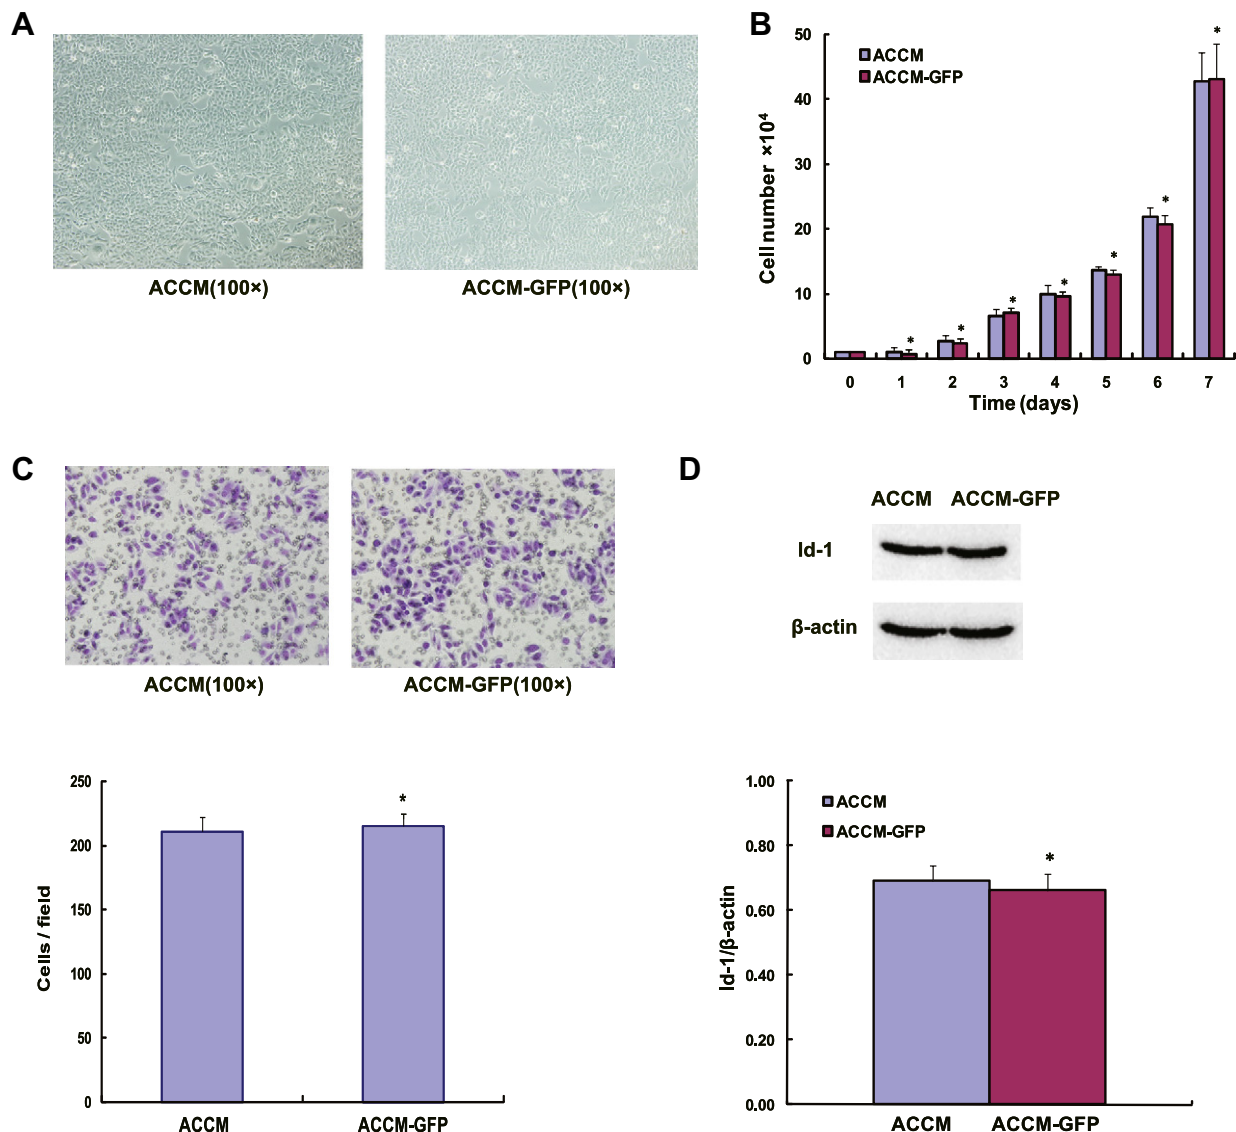 A
ACCM(100×)
ACCM-GFP(100×)
B
ACCM
ACCM-GFP
Cell number ×10⁴
50
40
30
20
10
0
* * * * * * *
0 1 2 3 4 5 6 7
Time (days)
C
ACCM(100×)
ACCM-GFP(100×)
Cells / field
250
200
150
100
50
0
*
ACCM
ACCM-GFP
D
ACCM ACCM-GFP
Id-1
β-actin
ACCM
ACCM-GFP
Id-1/β-actin
1.00
0.80
0.60
0.40
0.20
0.00
*
ACCM
ACCM-GFP